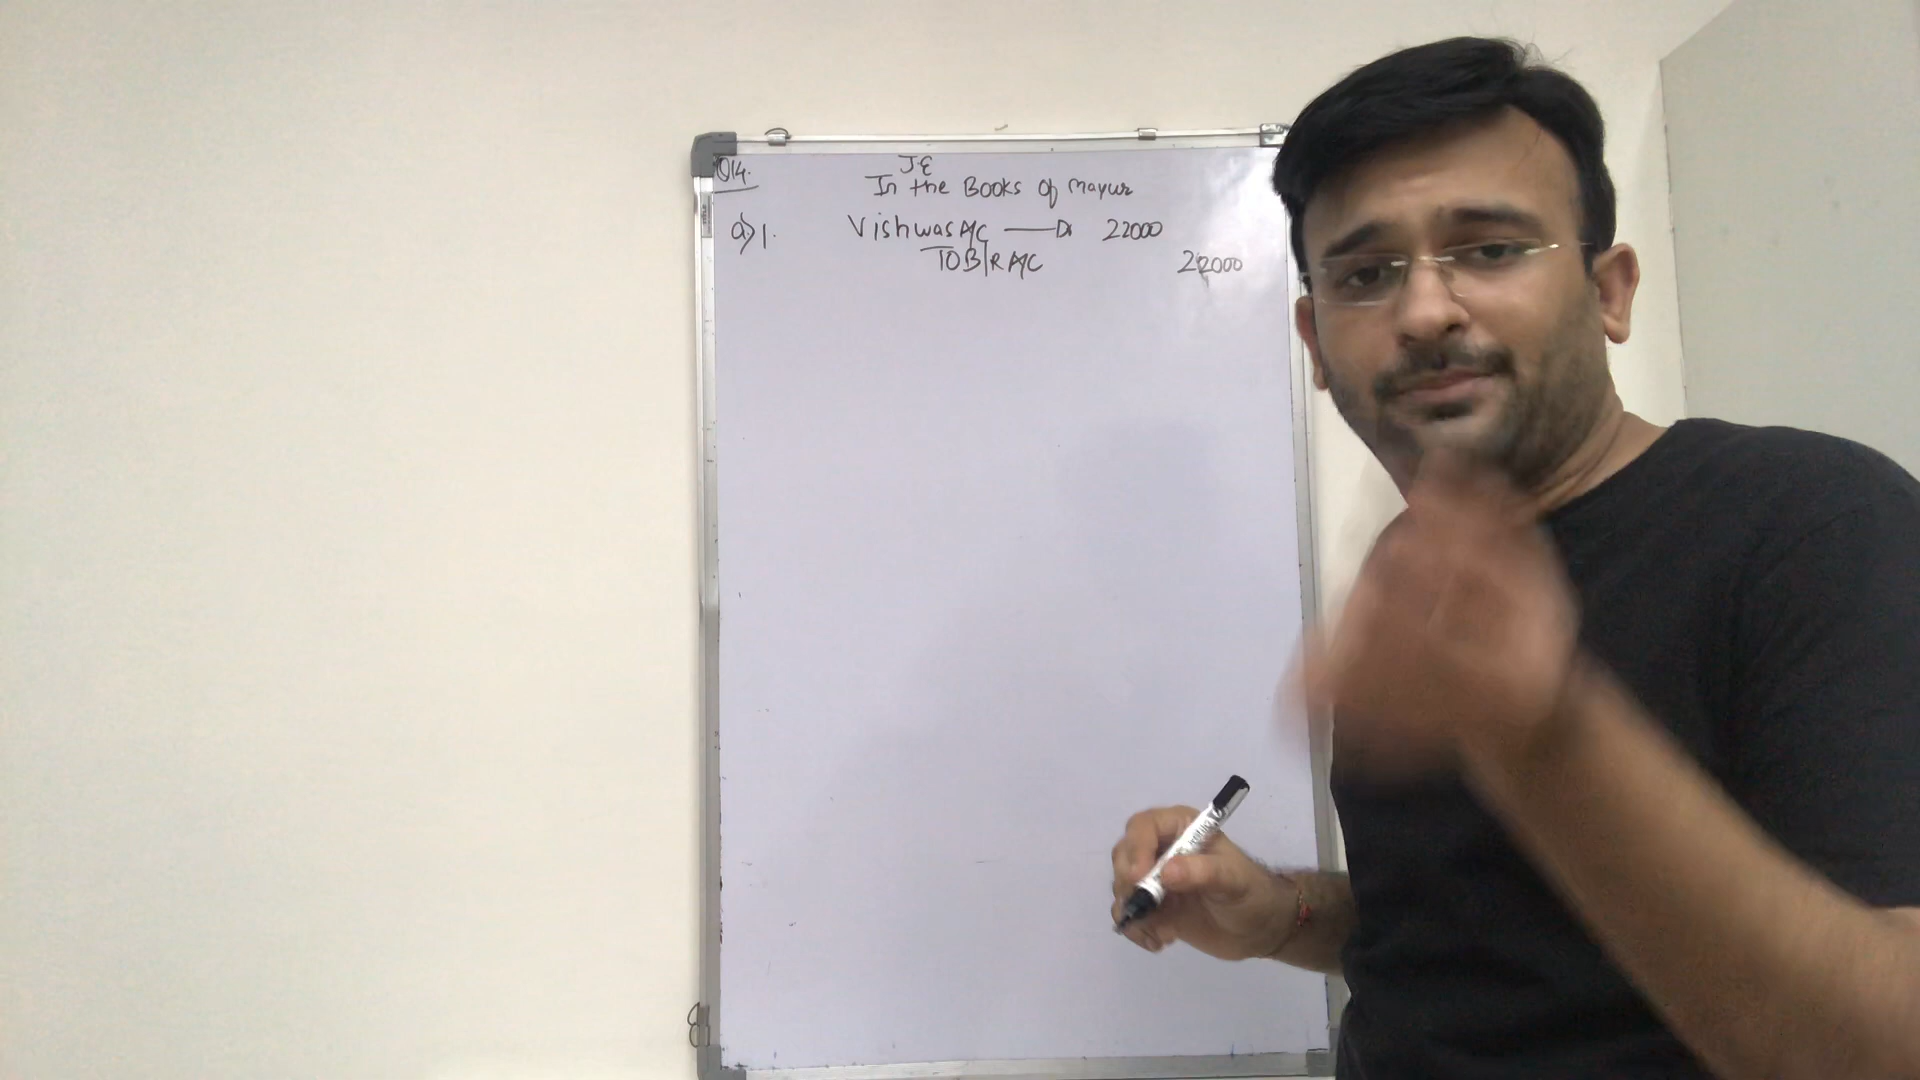 Q14. J.E
In the Books of Mayur
a) 1. Vishwas A/C —— Dr 22000
To B/R A/C 22000